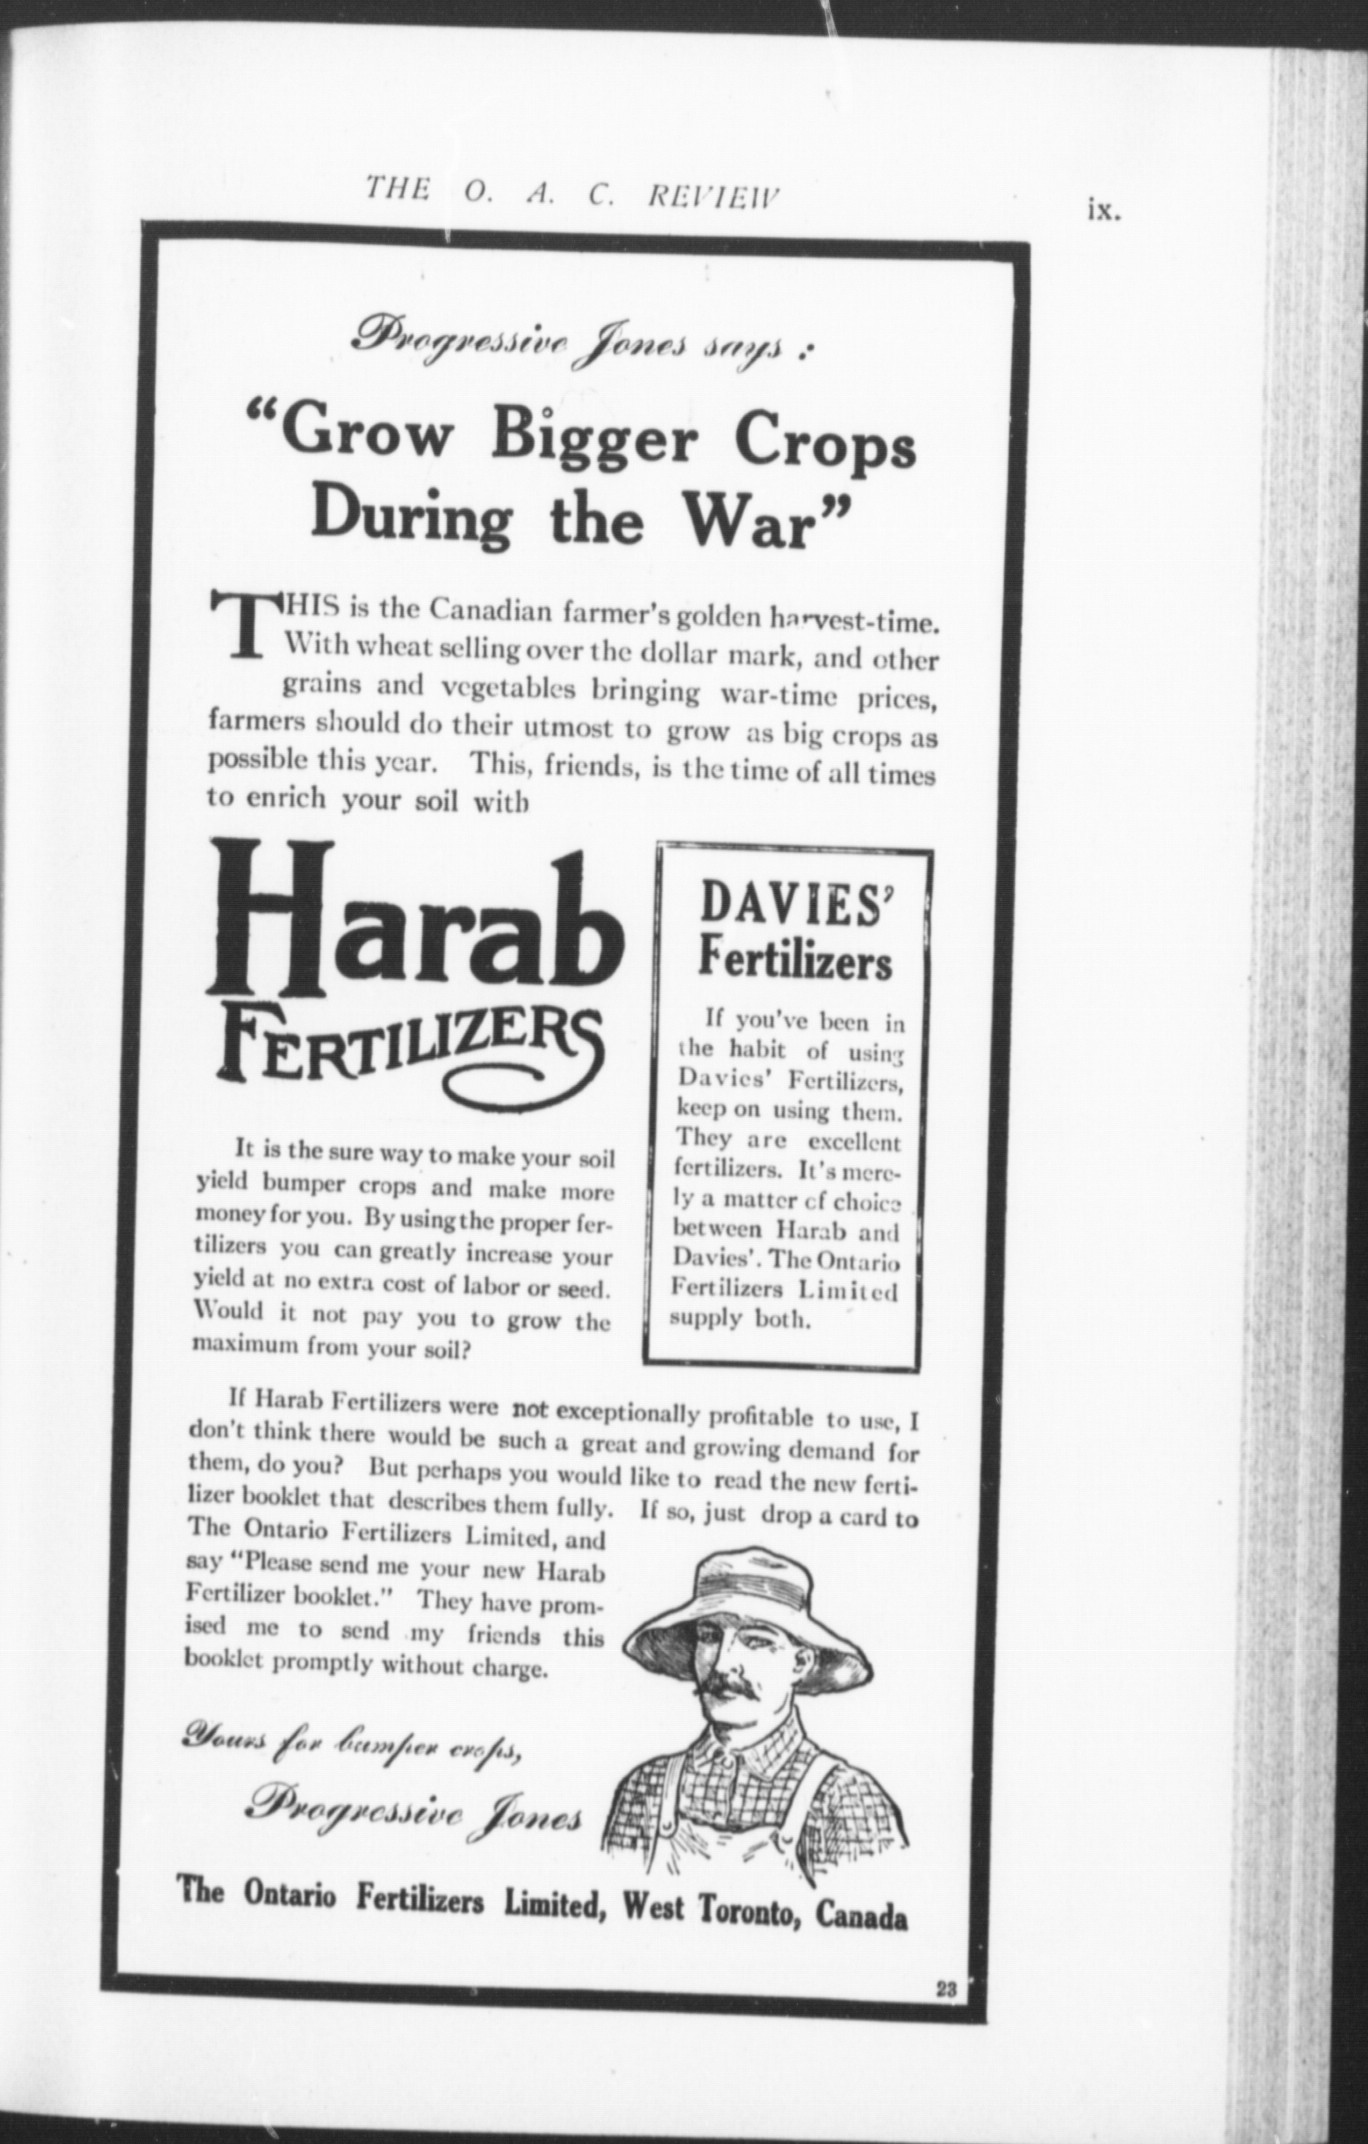 THE O. A. C. REVIEW
ix.
Progressive Jones says :
“Grow Bigger Crops
During the War”
THIS is the Canadian farmer's golden harvest-time.
With wheat selling over the dollar mark, and other
grains and vegetables bringing war-time prices,
farmers should do their utmost to grow as big crops as
possible this year. This, friends, is the time of all times
to enrich your soil with
Harab
FERTILIZERS
It is the sure way to make your soil
yield bumper crops and make more
money for you. By using the proper fer-
tilizers you can greatly increase your
yield at no extra cost of labor or seed.
Would it not pay you to grow the
maximum from your soil?
DAVIES’
Fertilizers
If you've been in
the habit of using
Davies' Fertilizers,
keep on using them.
They are excellent
fertilizers. It's mere-
ly a matter of choice
between Harab and
Davies'. The Ontario
Fertilizers Limited
supply both.
If Harab Fertilizers were not exceptionally profitable to use, I
don't think there would be such a great and growing demand for
them, do you? But perhaps you would like to read the new ferti-
lizer booklet that describes them fully. If so, just drop a card to
The Ontario Fertilizers Limited, and
say “Please send me your new Harab
Fertilizer booklet.” They have prom-
ised me to send my friends this
booklet promptly without charge.
Yours for bumper crops,
Progressive Jones
The Ontario Fertilizers Limited, West Toronto, Canada
23